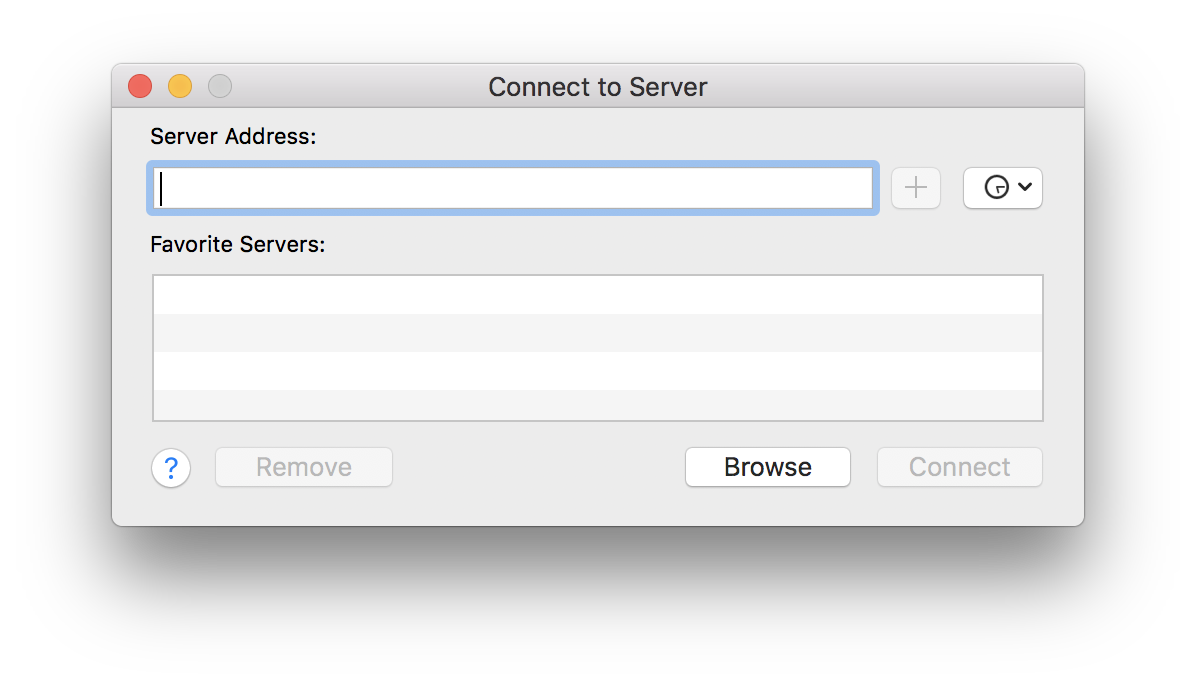 Connect to Server
Server Address:
Favorite Servers:
? Remove Browse Connect